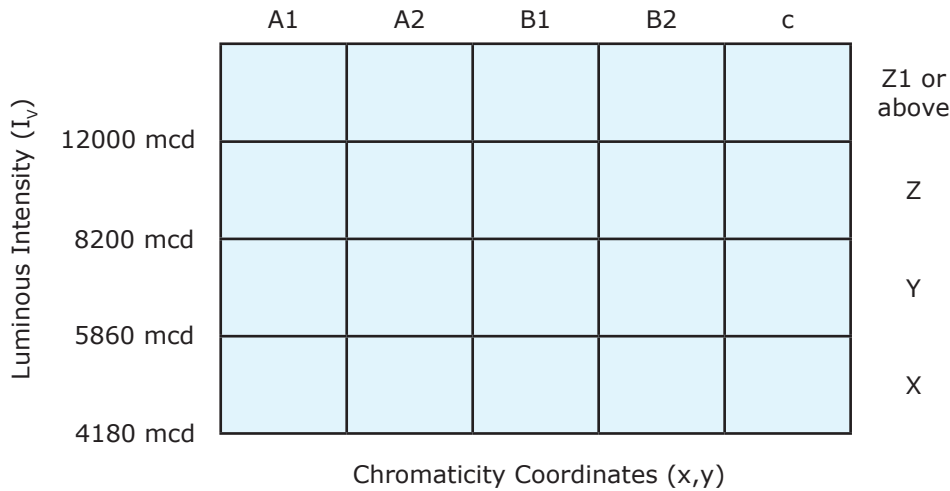 A1 A2 B1 B2 c
Z1 or
above
12000 mcd
Z
8200 mcd
Y
5860 mcd
X
4180 mcd
Luminous Intensity (Iv)
Chromaticity Coordinates (x,y)